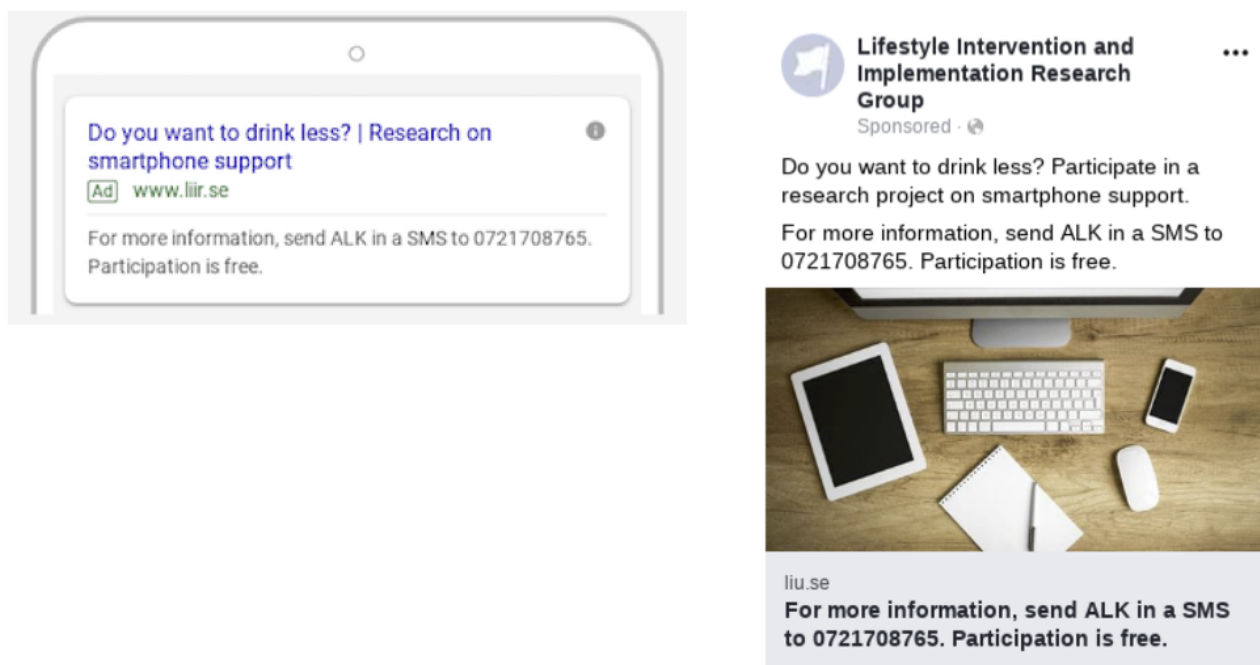 Do you want to drink less? | Research on
smartphone support
Ad www.liir.se
For more information, send ALK in a SMS to 0721708765.
Participation is free.
Lifestyle Intervention and
Implementation Research
Group
Sponsored ·
Do you want to drink less? Participate in a
research project on smartphone support.
For more information, send ALK in a SMS to
0721708765. Participation is free.
liu.se
For more information, send ALK in a SMS
to 0721708765. Participation is free.